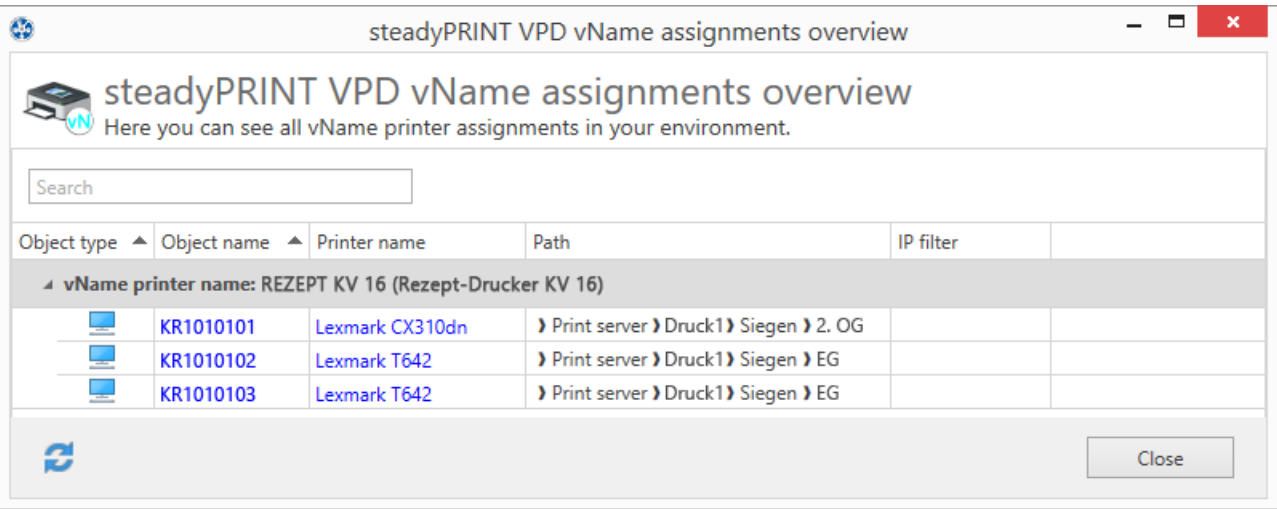 steadyPRINT VPD vName assignments overview
steadyPRINT VPD vName assignments overview
vN
Here you can see all vName printer assignments in your environment.
Search
Object type Object name Printer name Path IP filter
vName printer name: REZEPT KV 16 (Rezept-Drucker KV 16)
KR1010101 Lexmark CX310dn Print server Druck1 Siegen 2. OG
KR1010102 Lexmark T642 Print server Druck1 Siegen EG
KR1010103 Lexmark T642 Print server Druck1 Siegen EG
Close